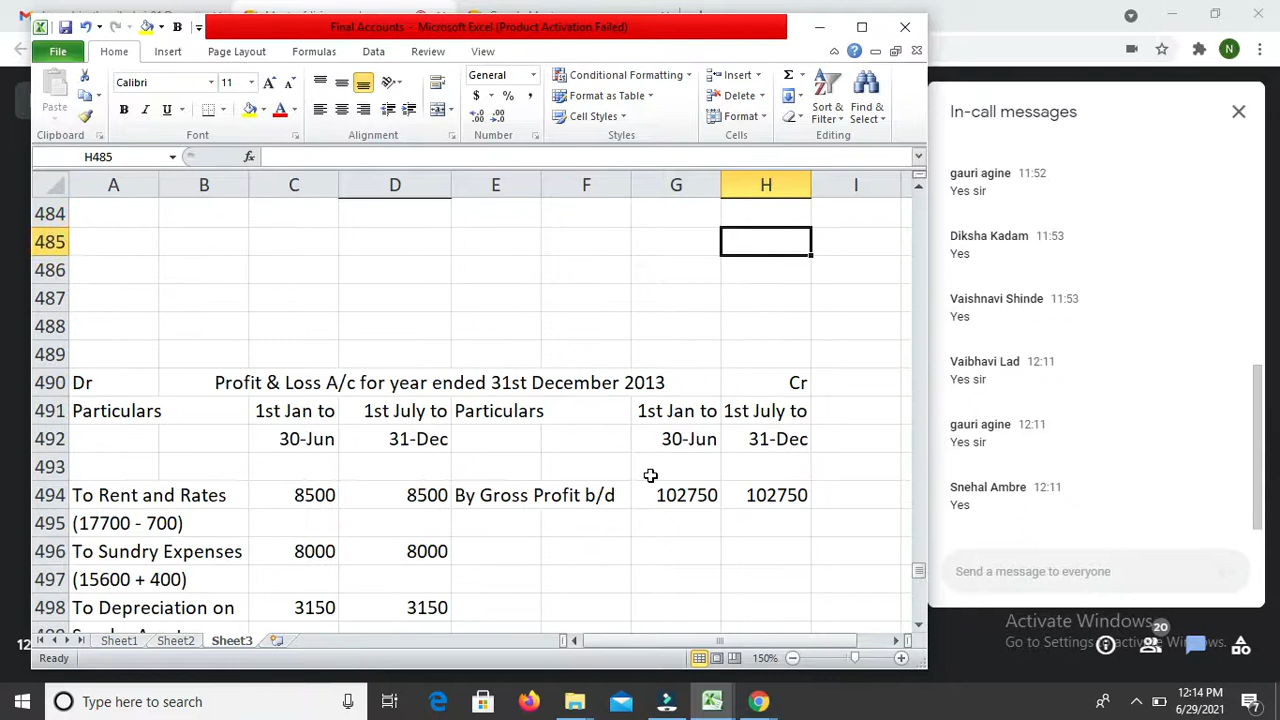 Final Accounts - Microsoft Excel (Product Activation Failed)
File Home Insert Page Layout Formulas Data Review View
Paste
Calibri 11
B I U A
General
$ % ,
Conditional Formatting
Format as Table
Cell Styles
Insert
Delete
Format
Sort & Filter
Find & Select
Clipboard Font Alignment Number Styles Cells Editing
H485 fx
A B C D E F G H I
484
485
486
487
488
489
490 Dr Profit & Loss A/c for year ended 31st December 2013 Cr
491 Particulars 1st Jan to 1st July to Particulars 1st Jan to 1st July to
492 30-Jun 31-Dec 30-Jun 31-Dec
493
494 To Rent and Rates 8500 8500 By Gross Profit b/d 102750 102750
495 (17700 - 700)
496 To Sundry Expenses 8000 8000
497 (15600 + 400)
498 To Depreciation on 3150 3150
Sheet1 Sheet2 Sheet3
Ready 150%
N
In-call messages
gauri agine 11:52
Yes sir
Diksha Kadam 11:53
Yes
Vaishnavi Shinde 11:53
Yes
Vaibhavi Lad 12:11
Yes sir
gauri agine 12:11
Yes sir
Snehal Ambre 12:11
Yes
Send a message to everyone
Activate Windows
Go to Settings to activate Windows.
20
12
Type here to search
12:14 PM
6/29/2021
7